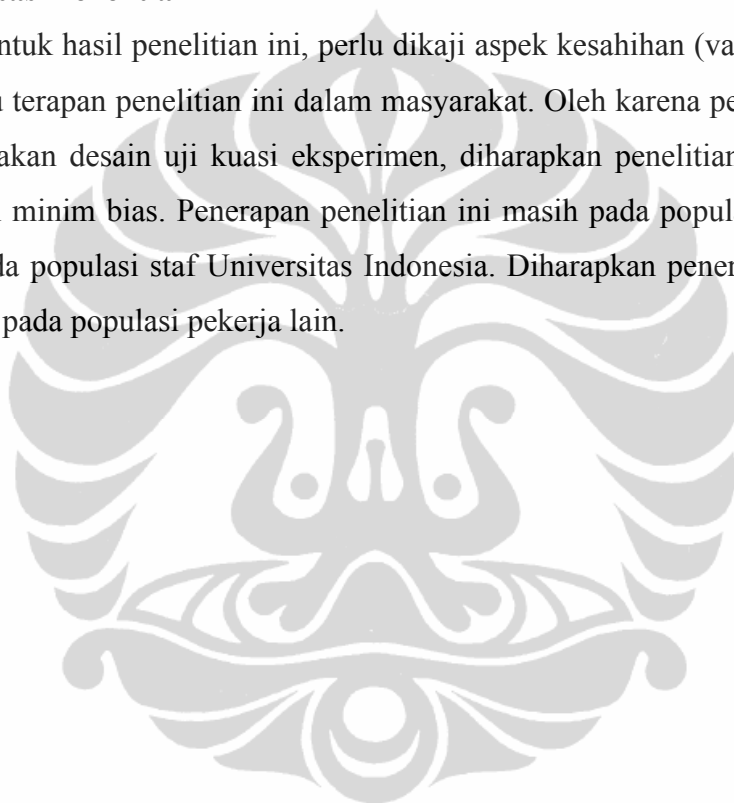 ntuk hasil penelitian ini, perlu dikaji aspek kesahihan (va
terapan penelitian ini dalam masyarakat. Oleh karena pe
akan desain uji kuasi eksperimen, diharapkan penelitian
minim bias. Penerapan penelitian ini masih pada popul
da populasi staf Universitas Indonesia. Diharapkan pener
pada populasi pekerja lain.